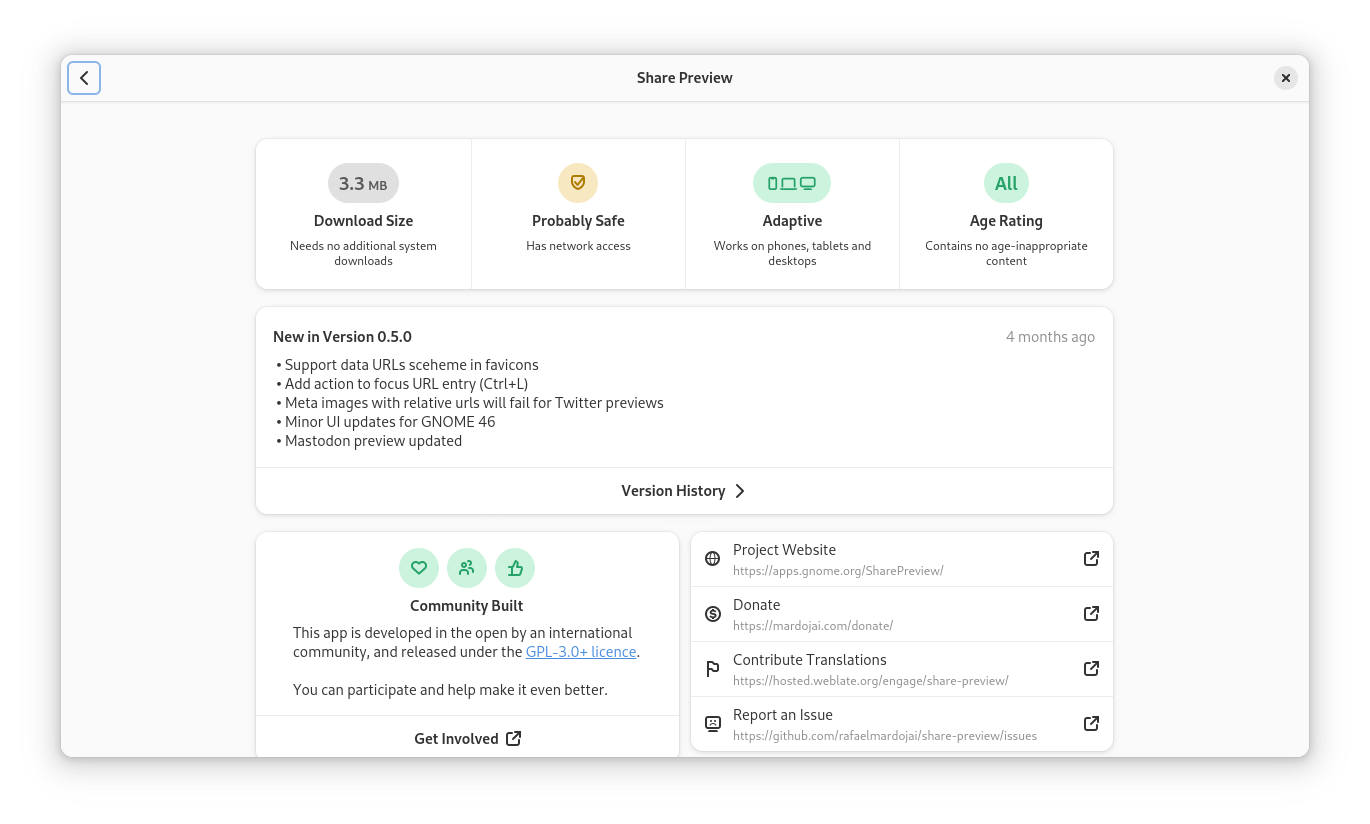 Share Preview
3.3 MB
Download Size
Needs no additional system
downloads
Probably Safe
Has network access
Adaptive
Works on phones, tablets and
desktops
All
Age Rating
Contains no age-inappropriate
content
New in Version 0.5.0
4 months ago
• Support data URLs sceheme in favicons
• Add action to focus URL entry (Ctrl+L)
• Meta images with relative urls will fail for Twitter previews
• Minor UI updates for GNOME 46
• Mastodon preview updated
Version History
Community Built
This app is developed in the open by an international
community, and released under the GPL-3.0+ licence.
You can participate and help make it even better.
Get Involved
Project Website
https://apps.gnome.org/SharePreview/
Donate
https://mardojai.com/donate/
Contribute Translations
https://hosted.weblate.org/engage/share-preview/
Report an Issue
https://github.com/rafaelmardojai/share-preview/issues